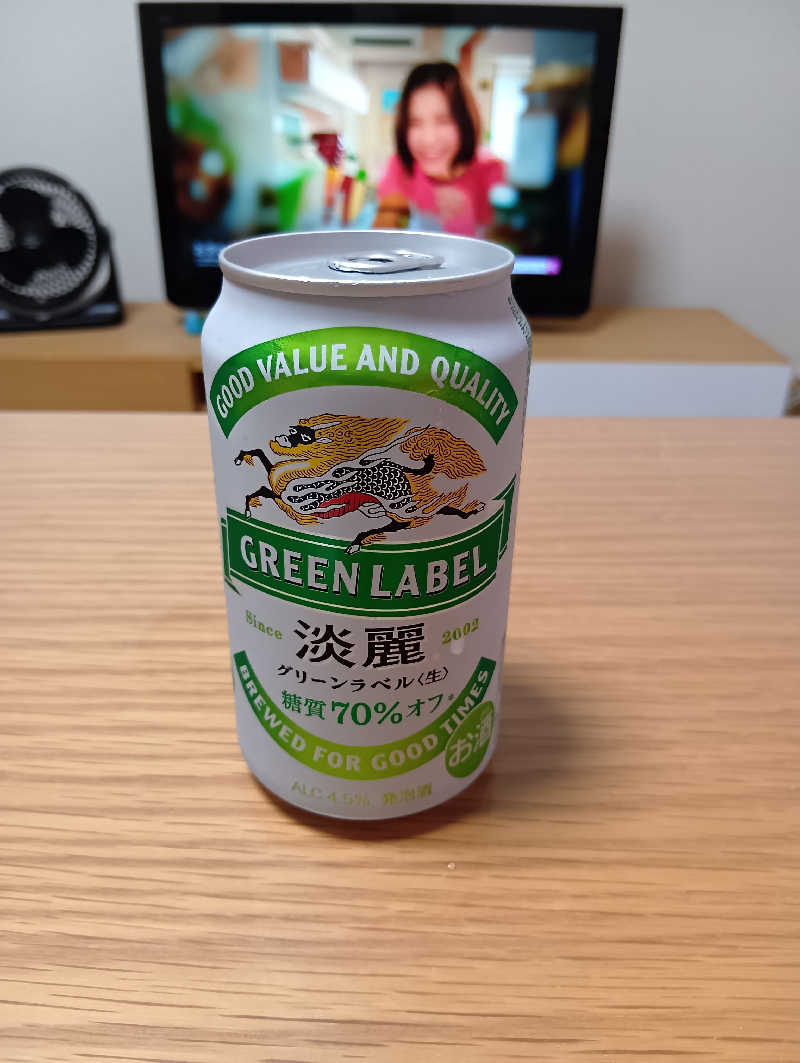 GOOD VALUE AND QUALITY
GREEN LABEL
Since 2002
淡麗
グリーンラベル〈生〉
糖質70%オフ※
BREWED FOR GOOD TIMES
お酒
ALC 4.5% 発泡酒